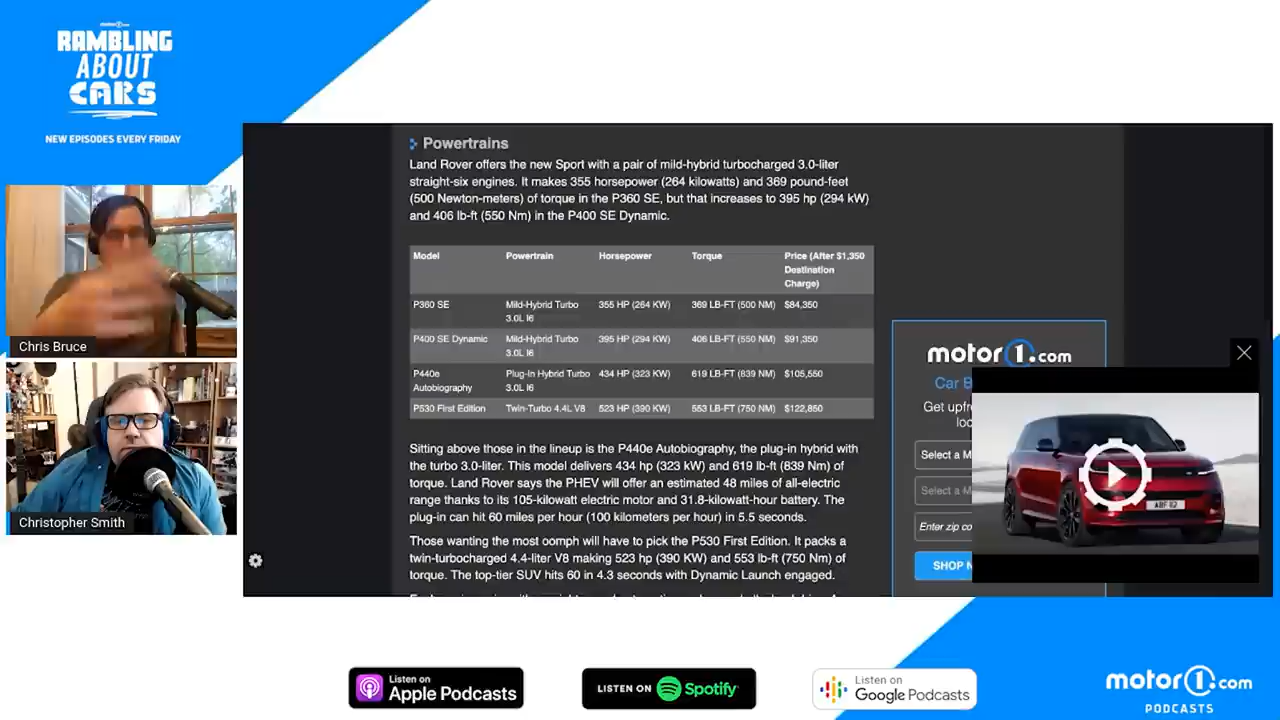 motor1.com
RAMBLING
ABOUT
CARS
NEW EPISODES EVERY FRIDAY
Chris Bruce
Christopher Smith
Powertrains
Land Rover offers the new Sport with a pair of mild-hybrid turbocharged 3.0-liter
straight-six engines. It makes 355 horsepower (264 kilowatts) and 369 pound-feet
(500 Newton-meters) of torque in the P360 SE, but that increases to 395 hp (294 kW)
and 406 lb-ft (550 Nm) in the P400 SE Dynamic.
Model Powertrain Horsepower Torque Price (After $1,350
Destination
Charge)
P360 SE Mild-Hybrid Turbo 355 HP (264 KW) 369 LB-FT (500 NM) $84,350
3.0L I6
P400 SE Dynamic Mild-Hybrid Turbo 395 HP (294 KW) 406 LB-FT (550 NM) $91,350
3.0L I6
P440e Plug-In Hybrid Turbo 434 HP (323 KW) 619 LB-FT (839 NM) $105,550
Autobiography 3.0L I6
P530 First Edition Twin-Turbo 4.4L V8 523 HP (390 KW) 553 LB-FT (750 NM) $122,850
Sitting above those in the lineup is the P440e Autobiography, the plug-in hybrid with
the turbo 3.0-liter. This model delivers 434 hp (323 kW) and 619 lb-ft (839 Nm) of
torque. Land Rover says the PHEV will offer an estimated 48 miles of all-electric
range thanks to its 105-kilowatt electric motor and 31.8-kilowatt-hour battery. The
plug-in can hit 60 miles per hour (100 kilometers per hour) in 5.5 seconds.
Those wanting the most oomph will have to pick the P530 First Edition. It packs a
twin-turbocharged 4.4-liter V8 making 523 hp (390 KW) and 553 lb-ft (750 Nm) of
torque. The top-tier SUV hits 60 in 4.3 seconds with Dynamic Launch engaged.
motor1.com
Car B
Get upfr
loc
Select a M
Select a M
Enter zip co
SHOP N
Listen on
Apple Podcasts
LISTEN ON Spotify
Listen on
Google Podcasts
motor1.com
PODCASTS